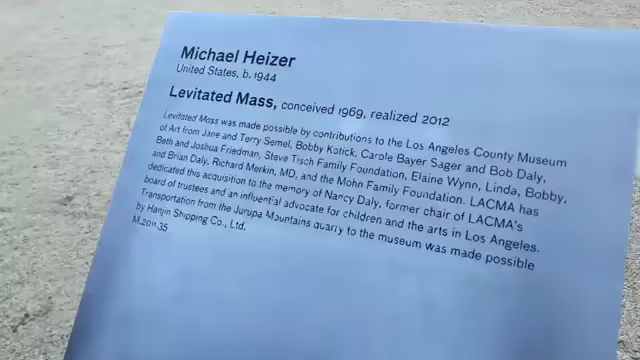 Michael Heizer
United States, b. 1944
Levitated Mass, conceived 1969, realized 2012
Levitated Mass was made possible by contributions to the Los Angeles County Museum
of Art from Jane and Terry Semel, Bobby Kotick, Carole Bayer Sager and Bob Daly,
Beth and Joshua Friedman, Steve Tisch Family Foundation, Elaine Wynn, Linda, Bobby,
and Brian Daly, Richard Merkin, MD, and the Mohn Family Foundation. LACMA has
dedicated this acquisition to the memory of Nancy Daly, former chair of LACMA's
board of trustees and an influential advocate for children and the arts in Los Angeles.
Transportation from the Jurupa Mountains quarry to the museum was made possible
by Hanjin Shipping Co., Ltd.
M.2011.35